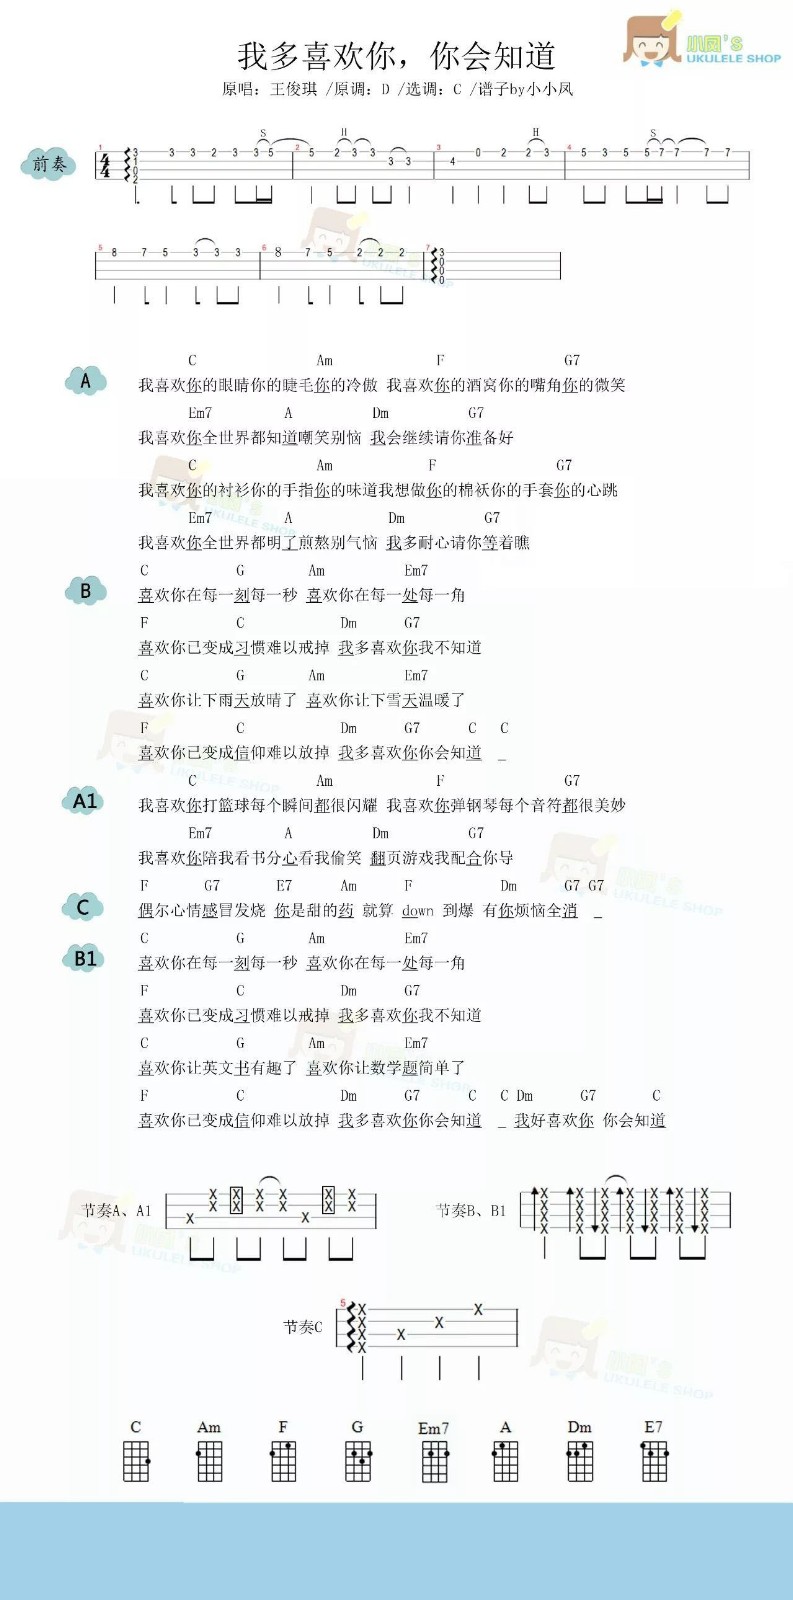 小凤's
UKULELE SHOP
我多喜欢你，你会知道
原唱：王俊琪 /原调：D /选调：C /谱子by小小凤
前奏
S H H S
1 2 3 4
4/4
3 1 0 2 3 3 2 3 3 5 5 2 3 3 3 3 4 0 2 2 3 5 3 5 5 7 7 7 7
5 6 7
8 7 5 3 3 3 8 7 5 2 2 2 3 0 0 0
C Am F G7
A 我喜欢你的眼睛你的睫毛你的冷傲 我喜欢你的酒窝你的嘴角你的微笑
Em7 A Dm G7
我喜欢你全世界都知道嘲笑别恼 我会继续请你准备好
C Am F G7
我喜欢你的衬衫你的手指你的味道我想做你的棉袄你的手套你的心跳
Em7 A Dm G7
我喜欢你全世界都明了煎熬别气恼 我多耐心请你等着瞧
C G Am Em7
B 喜欢你在每一刻每一秒 喜欢你在每一处每一角
F C Dm G7
喜欢你已变成习惯难以戒掉 我多喜欢你我不知道
C G Am Em7
喜欢你让下雨天放晴了 喜欢你让下雪天温暖了
F C Dm G7 C C
喜欢你已变成信仰难以放掉 我多喜欢你你会知道 _
C Am F G7
A1 我喜欢你打篮球每个瞬间都很闪耀 我喜欢你弹钢琴每个音符都很美妙
Em7 A Dm G7
我喜欢你陪我看书分心看我偷笑 翻页游戏我配合你导
F G7 E7 Am F Dm G7 G7
C 偶尔心情感冒发烧 你是甜的药 就算 down 到爆 有你烦恼全消 _
C G Am Em7
B1 喜欢你在每一刻每一秒 喜欢你在每一处每一角
F C Dm G7
喜欢你已变成习惯难以戒掉 我多喜欢你我不知道
C G Am Em7
喜欢你让英文书有趣了 喜欢你让数学题简单了
F C Dm G7 C C Dm G7 C
喜欢你已变成信仰难以放掉 我多喜欢你你会知道 _ 我好喜欢你 你会知道
节奏A、A1 节奏B、B1
5
节奏C
C Am F G Em7 A Dm E7